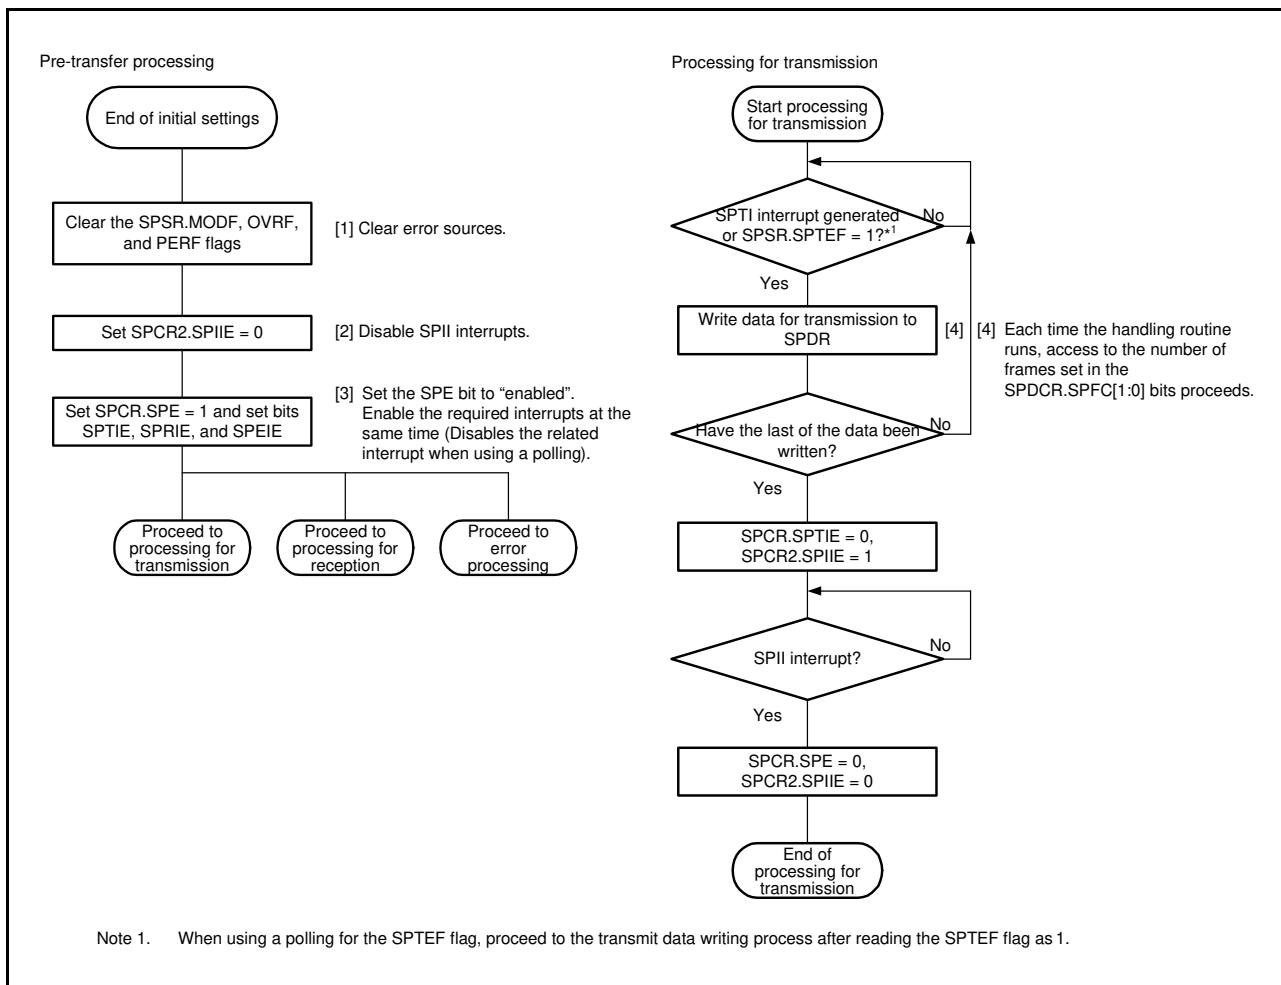 Pre-transfer processing
End of initial settings
Clear the SPSR.MODF, OVRF,
and PERF flags
[1] Clear error sources.
Set SPCR2.SPIIE = 0
[2] Disable SPII interrupts.
Set SPCR.SPE = 1 and set bits
SPTIE, SPRIE, and SPEIE
[3] Set the SPE bit to “enabled”.
Enable the required interrupts at the
same time (Disables the related
interrupt when using a polling).
Proceed to
processing for
transmission
Proceed to
processing for
reception
Proceed to
error
processing
Processing for transmission
Start processing
for transmission
SPTI interrupt generated
or SPSR.SPTEF = 1?*1
No
Yes
Write data for transmission to
SPDR
[4]
[4] Each time the handling routine
runs, access to the number of
frames set in the
SPDCR.SPFC[1:0] bits proceeds.
Have the last of the data been
written?
No
Yes
SPCR.SPTIE = 0,
SPCR2.SPIIE = 1
SPII interrupt?
No
Yes
SPCR.SPE = 0,
SPCR2.SPIIE = 0
End of
processing for
transmission
Note 1. When using a polling for the SPTEF flag, proceed to the transmit data writing process after reading the SPTEF flag as 1.